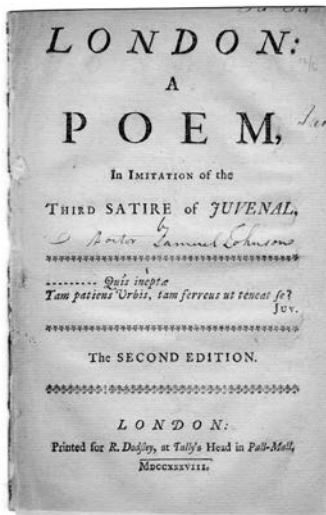 LONDON:
A
POEM,
In IMITATION of the
THIRD SATIRE of JUVENAL.
by
Doctor Samuel Johnson
--------- Quis ineptæ
Tam patiens Urbis, tam ferreus ut teneat se?
JUV.
The SECOND EDITION.
LONDON:
Printed for R. Dodsley, at Tully's Head in Pall-Mall,
MDCCXXXVIII.